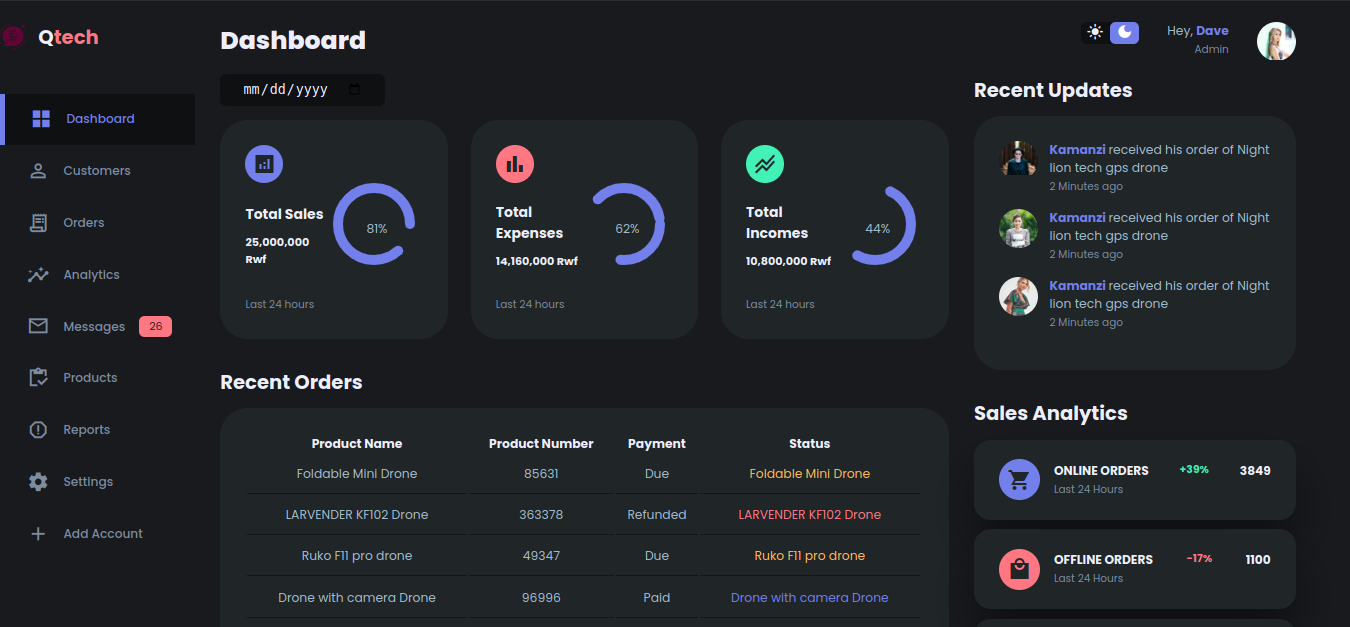 Qtech
Dashboard
Customers
Orders
Analytics
Messages 26
Products
Reports
Settings
Add Account
Dashboard
mm/dd/yyyy
Total Sales
25,000,000
Rwf
81%
Last 24 hours
Total
Expenses
14,160,000 Rwf
62%
Last 24 hours
Total
Incomes
10,800,000 Rwf
44%
Last 24 hours
Recent Orders
Product Name Product Number Payment Status
Foldable Mini Drone 85631 Due Foldable Mini Drone
LARVENDER KF102 Drone 363378 Refunded LARVENDER KF102 Drone
Ruko F11 pro drone 49347 Due Ruko F11 pro drone
Drone with camera Drone 96996 Paid Drone with camera Drone
Hey, Dave
Admin
Recent Updates
Kamanzi received his order of Night
lion tech gps drone
2 Minutes ago
Kamanzi received his order of Night
lion tech gps drone
2 Minutes ago
Kamanzi received his order of Night
lion tech gps drone
2 Minutes ago
Sales Analytics
ONLINE ORDERS +39% 3849
Last 24 Hours
OFFLINE ORDERS -17% 1100
Last 24 Hours